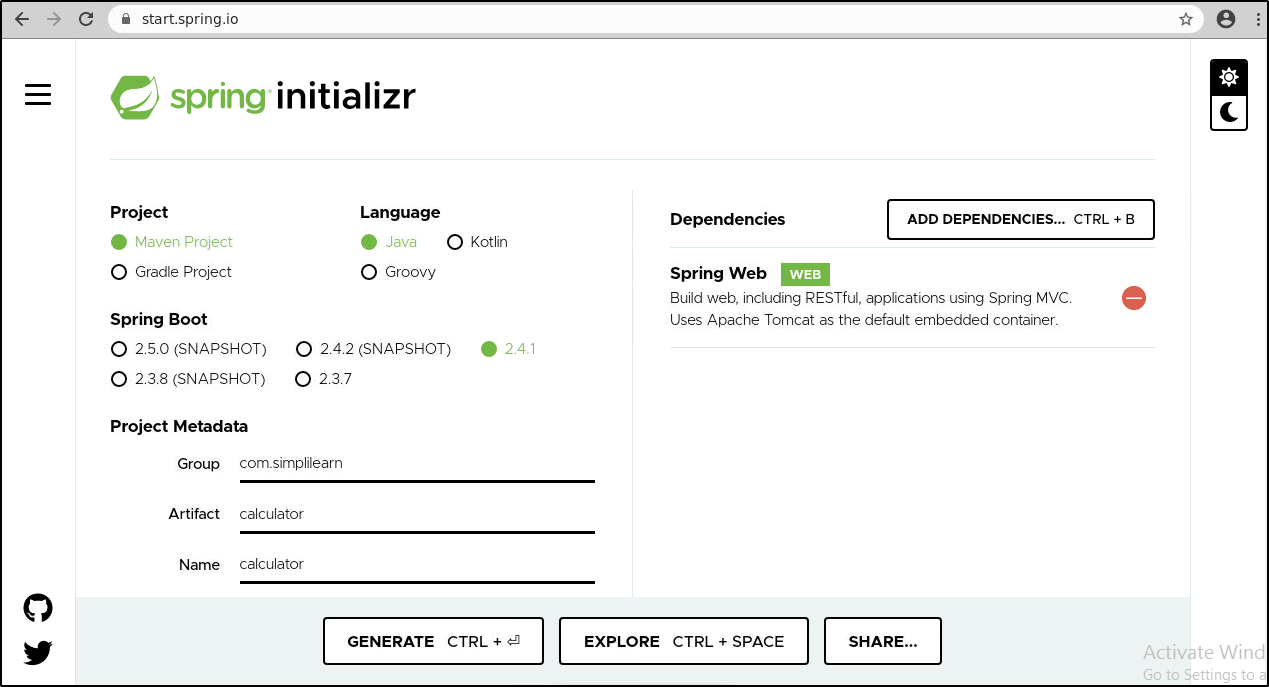 start.spring.io
spring initializr
Project
Maven Project
Gradle Project
Language
Java Kotlin
Groovy
Spring Boot
2.5.0 (SNAPSHOT) 2.4.2 (SNAPSHOT) 2.4.1
2.3.8 (SNAPSHOT) 2.3.7
Project Metadata
Group com.simplilearn
Artifact calculator
Name calculator
Dependencies
ADD DEPENDENCIES... CTRL + B
Spring Web WEB
Build web, including RESTful, applications using Spring MVC.
Uses Apache Tomcat as the default embedded container.
GENERATE CTRL + ⏎
EXPLORE CTRL + SPACE
SHARE...
Activate Wind
Go to Settings to a